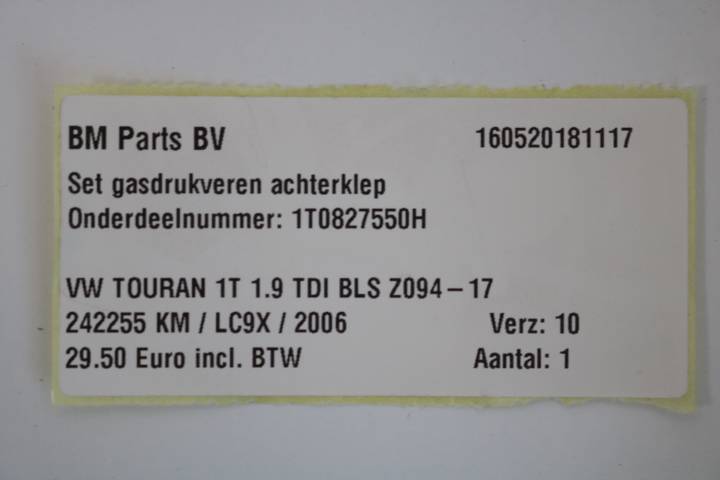 BM Parts BV 160520181117
Set gasdrukveren achterklep
Onderdeelnummer: 1T0827550H
VW TOURAN 1T 1.9 TDI BLS Z094-17
242255 KM / LC9X / 2006 Verz: 10
29.50 Euro incl. BTW Aantal: 1